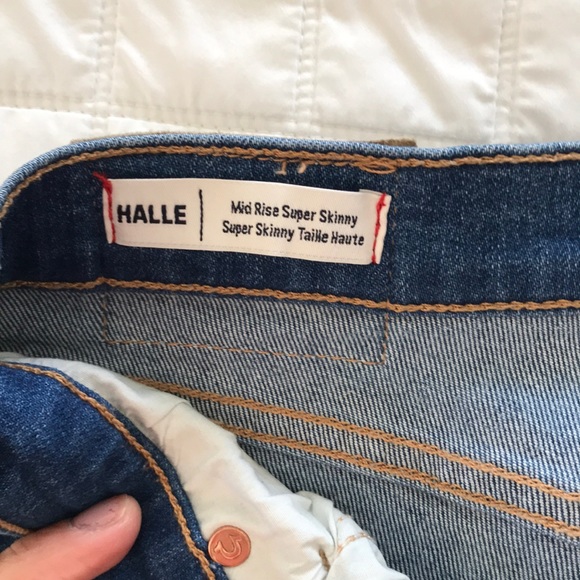 HALLE
Mid Rise Super Skinny
Super Skinny Taille Haute